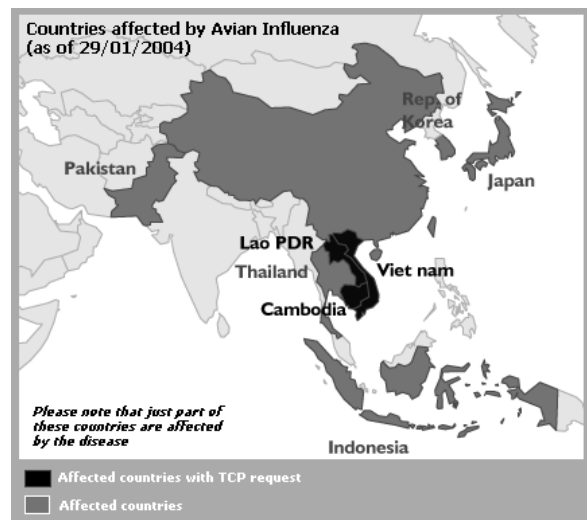 Countries affected by Avian Influenza
(as of 29/01/2004)
Rep. of
Korea
Pakistan
Japan
Lao PDR
Thailand
Viet nam
Cambodia
Please note that just part of
these countries are affected
by the disease
Indonesia
Affected countries with TCP request
Affected countries